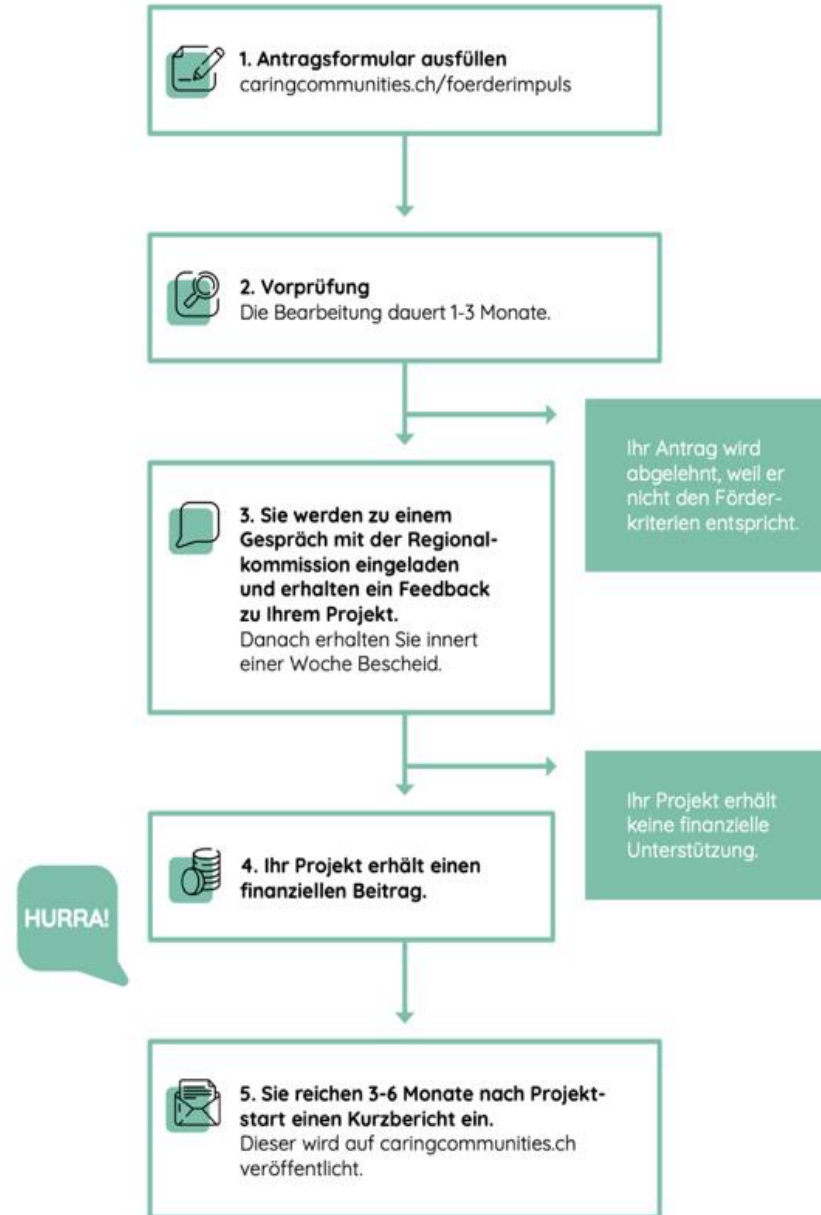 1. Antragsformular ausfüllen
caringcommunities.ch/foerderimpuls
2. Vorprüfung
Die Bearbeitung dauert 1-3 Monate.
Ihr Antrag wird
abgelehnt, weil er
nicht den Förder-
kriterien entspricht.
3. Sie werden zu einem
Gespräch mit der Regional-
kommission eingeladen
und erhalten ein Feedback
zu Ihrem Projekt.
Danach erhalten Sie innert
einer Woche Bescheid.
Ihr Projekt erhält
keine finanzielle
Unterstützung.
4. Ihr Projekt erhält einen
finanziellen Beitrag.
HURRA!
5. Sie reichen 3-6 Monate nach Projekt-
start einen Kurzbericht ein.
Dieser wird auf caringcommunities.ch
veröffentlicht.